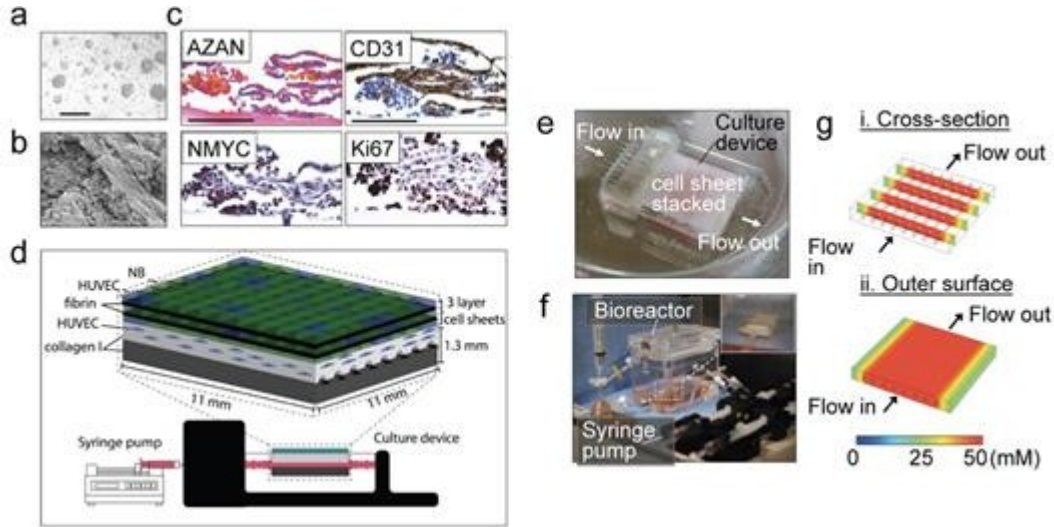 a
c
AZAN
CD31
b
NMYC
Ki67
d
NB
HUVEC
fibrin
HUVEC
collagen I
3 layer
cell sheets
1.3 mm
11 mm
11 mm
Syringe pump
Culture device
e
Flow in
Culture
device
cell sheet
stacked
Flow out
f
Bioreactor
Syringe
pump
g
i. Cross-section
Flow out
Flow
in
ii. Outer surface
Flow out
Flow in
0 25 50 (mM)